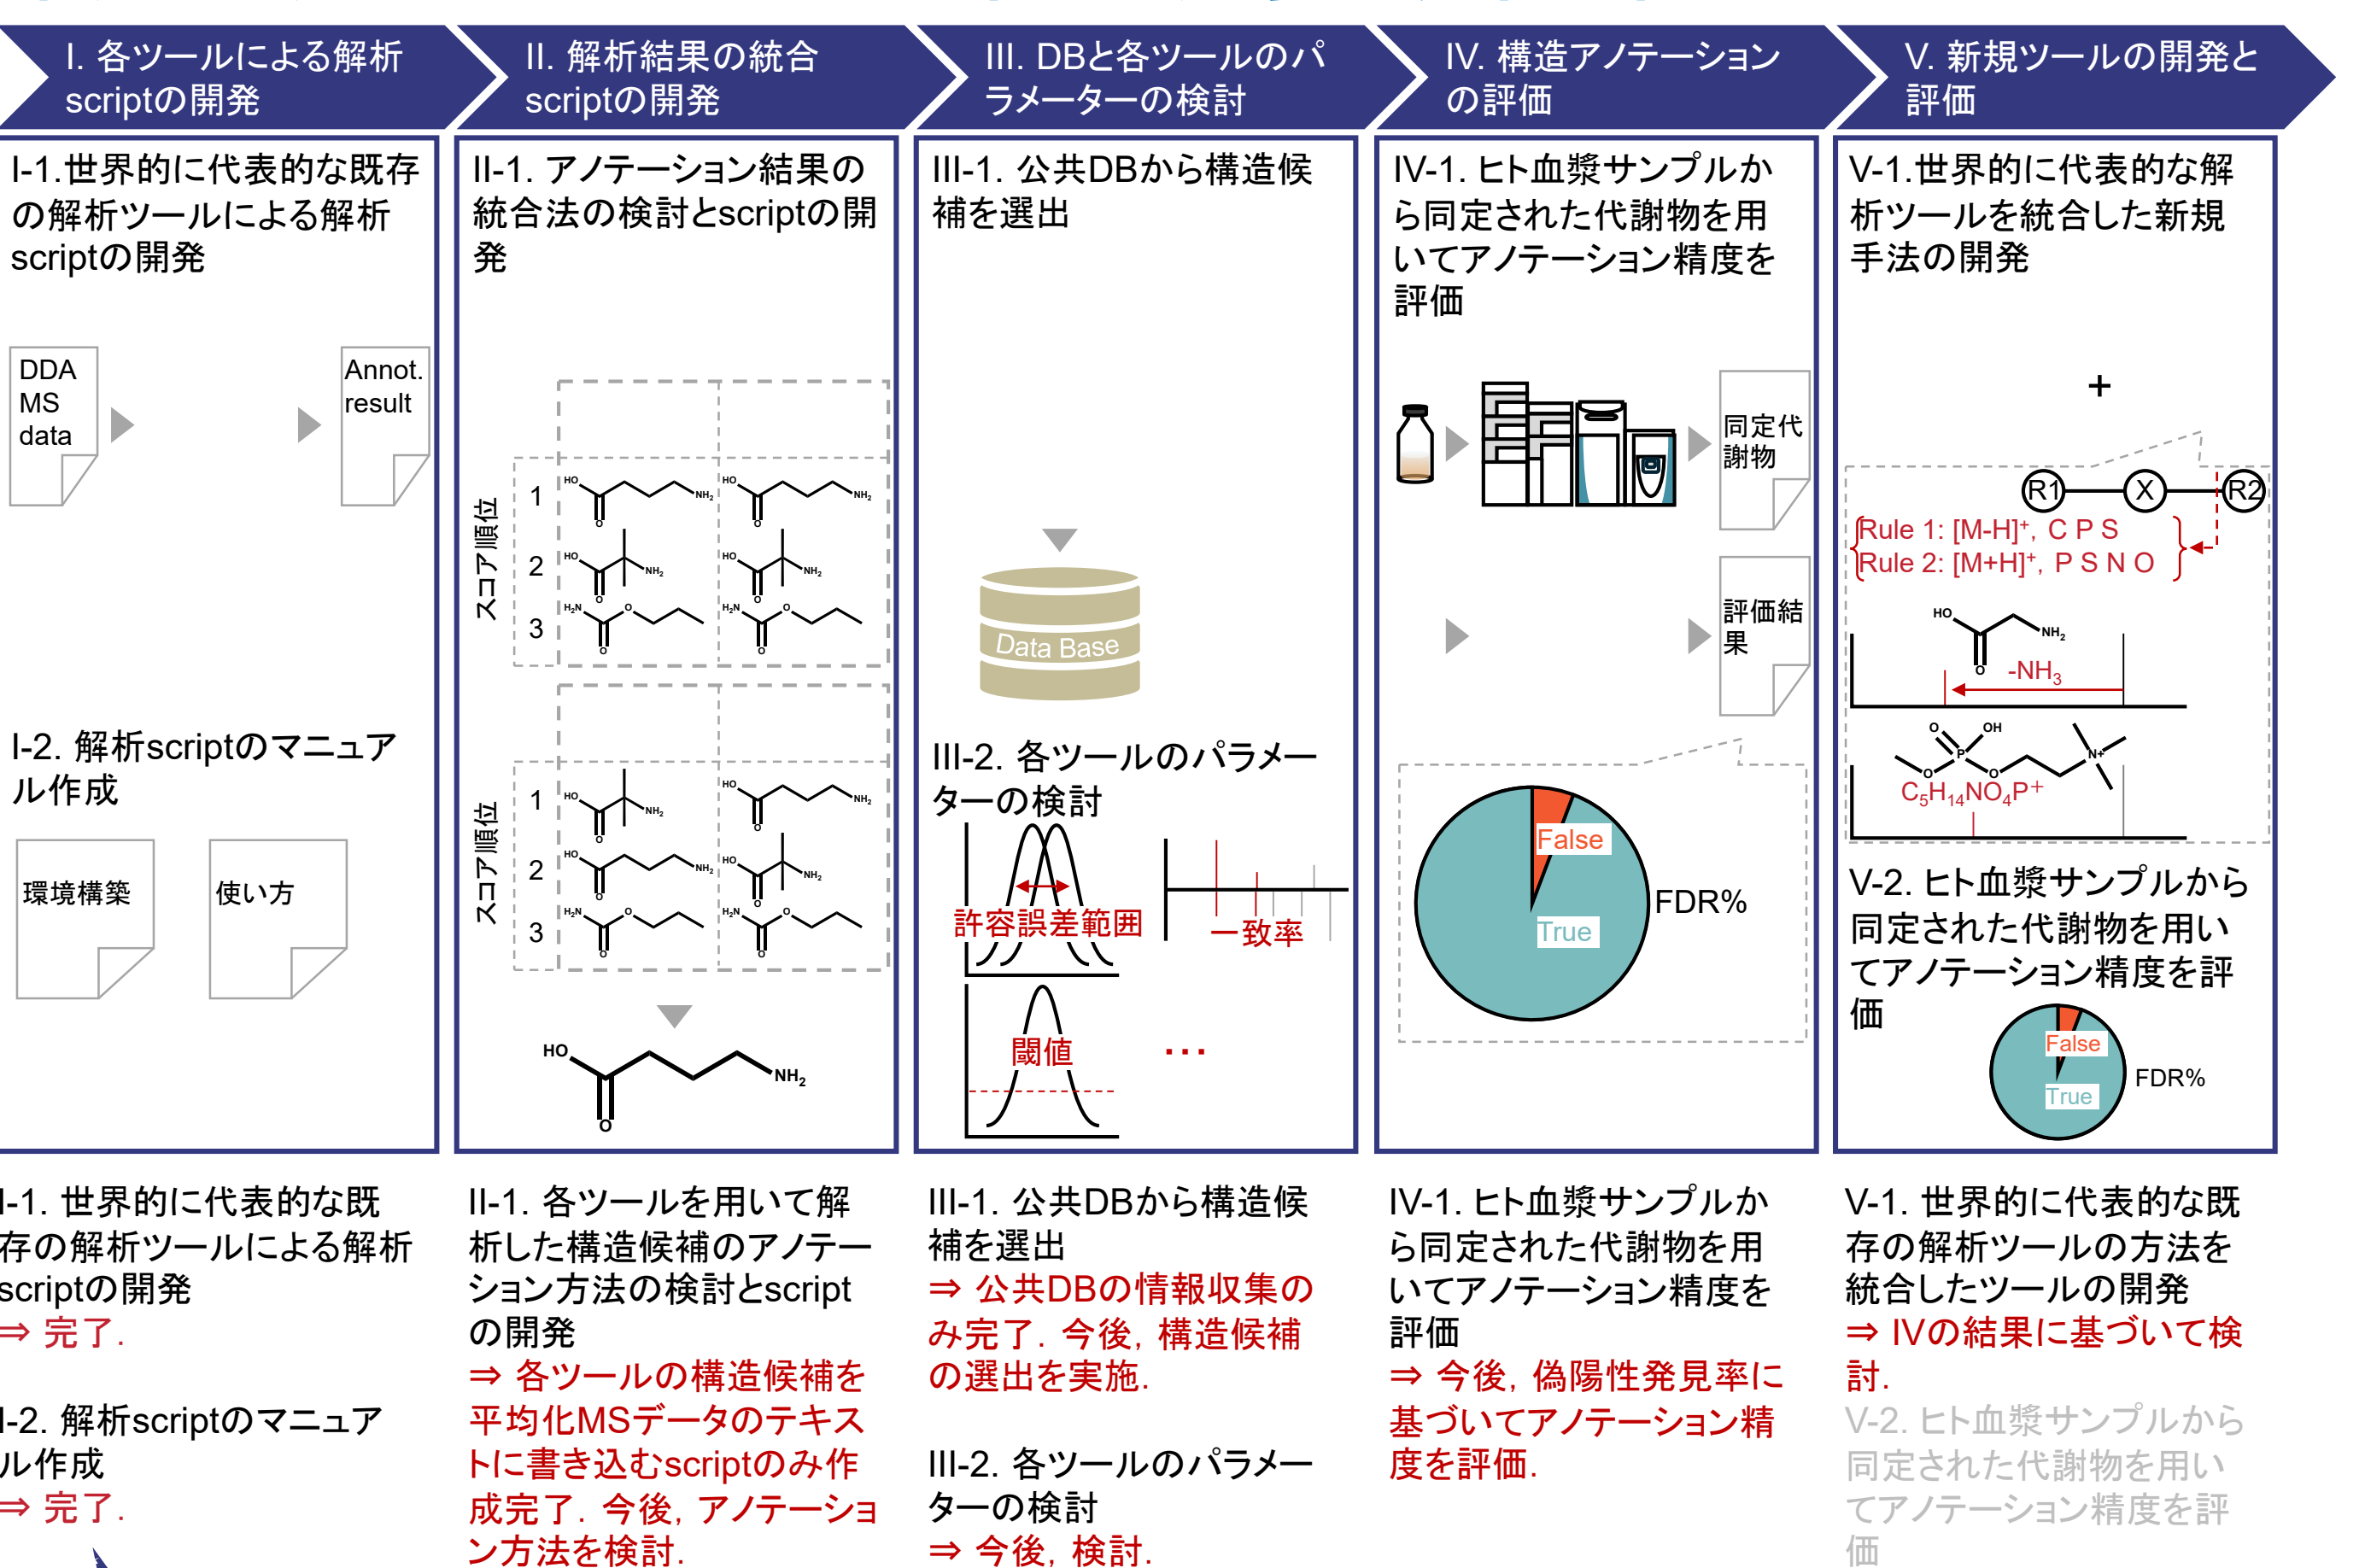 I. 各ツールによる解析
scriptの開発
II. 解析結果の統合
scriptの開発
III. DBと各ツールのパ
ラメーターの検討
IV. 構造アノテーション
の評価
V. 新規ツールの開発と
評価
I-1.世界的に代表的な既存
の解析ツールによる解析
scriptの開発
DDA
MS
data
Annot.
result
I-2. 解析scriptのマニュア
ル作成
環境構築
使い方
II-1. アノテーション結果の
統合法の検討とscriptの開
発
スコア順位
1
HO
O
NH2
HO
O
NH2
2
HO
O
NH2
HO
O
NH2
3
H2N
O
O
H2N
O
O
スコア順位
1
HO
O
NH2
HO
O
NH2
2
HO
O
NH2
HO
O
NH2
3
H2N
O
O
H2N
O
O
HO
O
NH2
III-1. 公共DBから構造候
補を選出
Data Base
III-2. 各ツールのパラメー
ターの検討
許容誤差範囲
一致率
閾値
…
IV-1. ヒト血漿サンプルか
ら同定された代謝物を用
いてアノテーション精度を
評価
同定代
謝物
評価結
果
False
True
FDR%
V-1.世界的に代表的な解
析ツールを統合した新規
手法の開発
+
R1
X
R2
Rule 1: [M-H]+, C P S
Rule 2: [M+H]+, P S N O
HO
O
NH2
-NH3
O
OH
P
O
O
N+
C5H14NO4P+
V-2. ヒト血漿サンプルから
同定された代謝物を用い
てアノテーション精度を評
価
False
True
FDR%
I-1. 世界的に代表的な既
存の解析ツールによる解析
scriptの開発
⇒ 完了.
I-2. 解析scriptのマニュア
ル作成
⇒ 完了.
II-1. 各ツールを用いて解
析した構造候補のアノテー
ション方法の検討とscript
の開発
⇒ 各ツールの構造候補を
平均化MSデータのテキス
トに書き込むscriptのみ作
成完了. 今後, アノテーショ
ン方法を検討.
III-1. 公共DBから構造候
補を選出
⇒ 公共DBの情報収集の
み完了. 今後, 構造候補
の選出を実施.
III-2. 各ツールのパラメー
ターの検討
⇒ 今後, 検討.
IV-1. ヒト血漿サンプルか
ら同定された代謝物を用
いてアノテーション精度を
評価
⇒ 今後, 偽陽性発見率に
基づいてアノテーション精
度を評価.
V-1. 世界的に代表的な既
存の解析ツールの方法を
統合したツールの開発
⇒ IVの結果に基づいて検
討.
V-2. ヒト血漿サンプルから
同定された代謝物を用い
てアノテーション精度を評
価